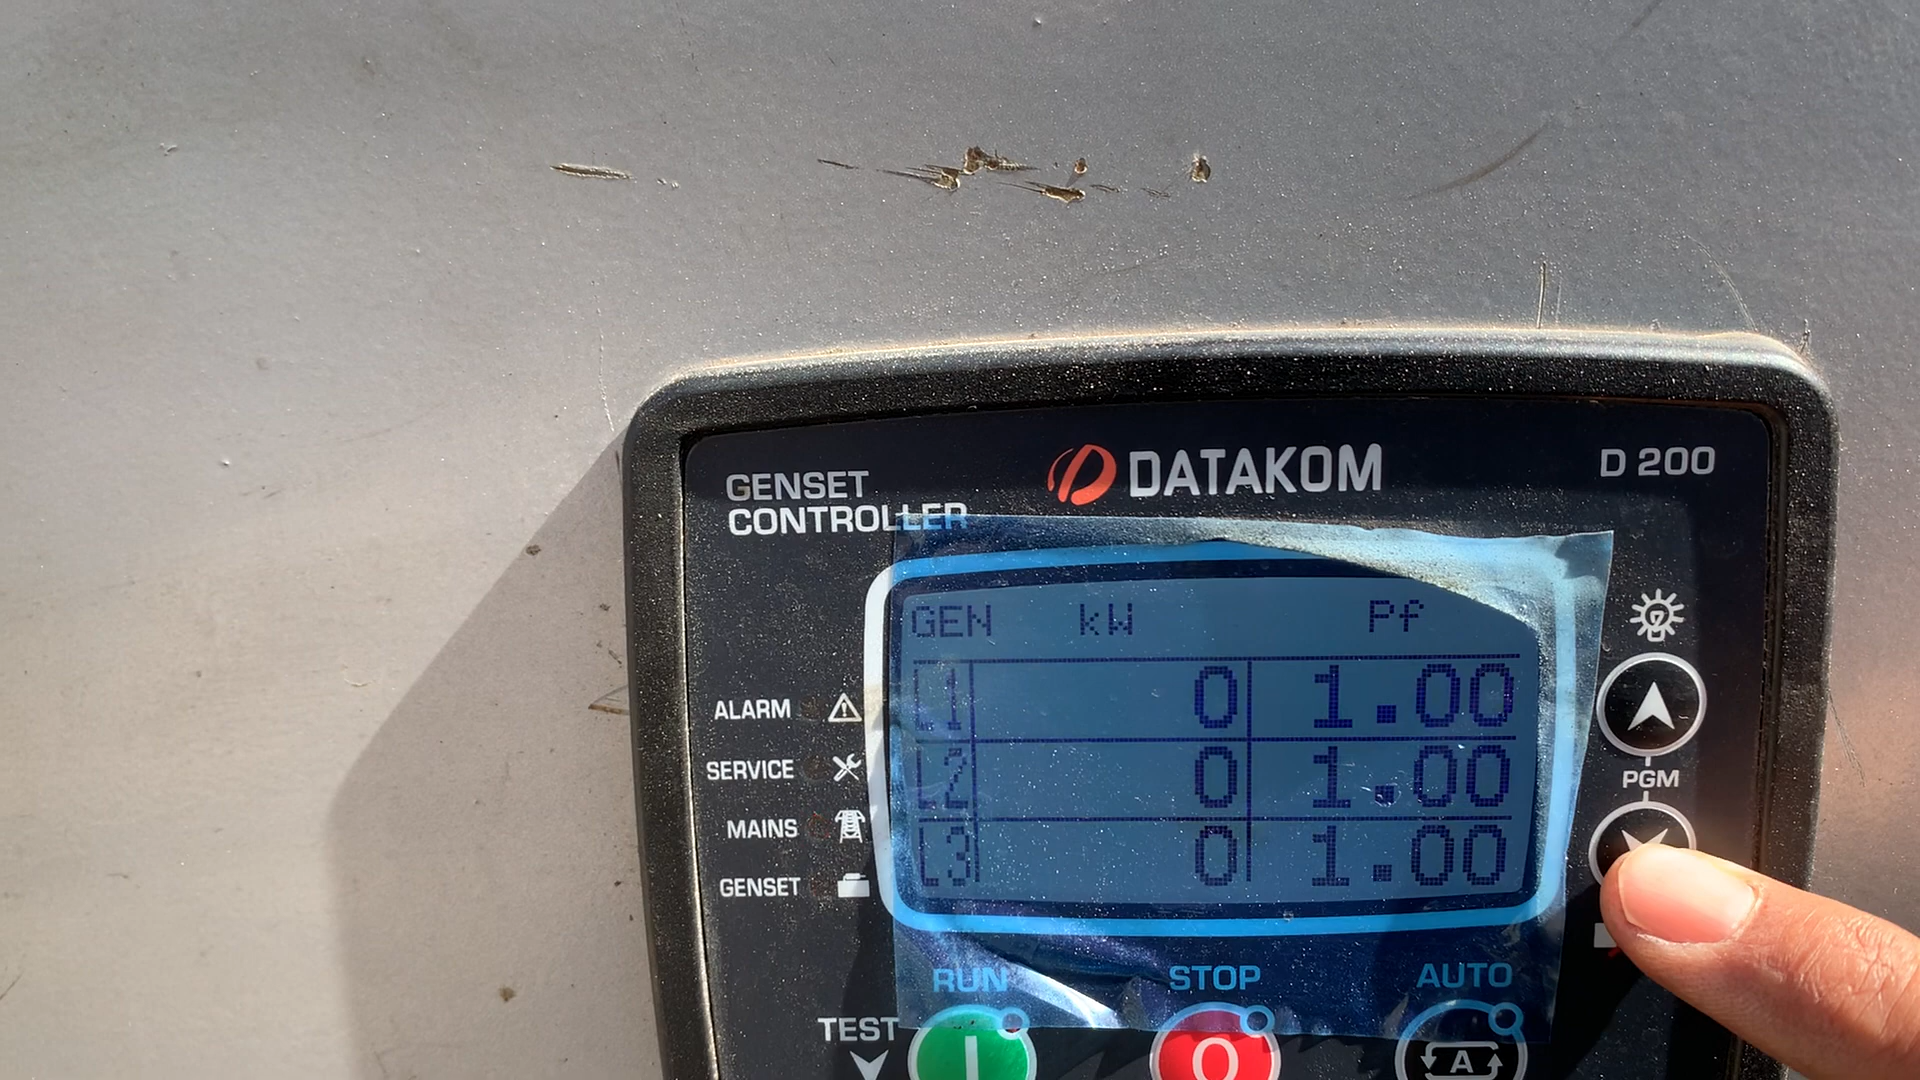 GENSET
CONTROLLER
DATAKOM
D 200
GEN kW Pf
L1 0 1.00
L2 0 1.00
L3 0 1.00
ALARM
SERVICE
MAINS
GENSET
PGM
RUN STOP AUTO
TEST
I O A